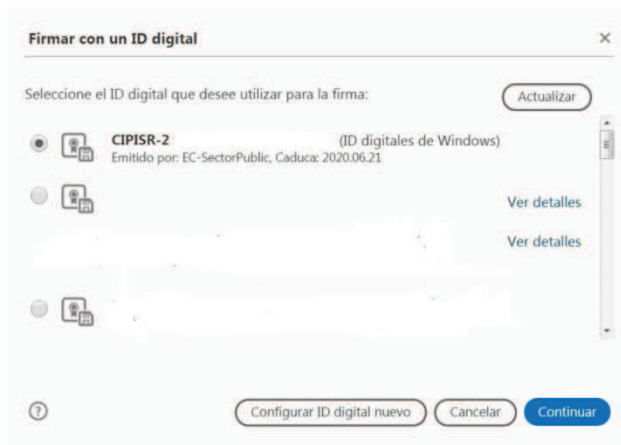 Firmar con un ID digital
Seleccione el ID digital que desee utilizar para la firma:
Actualizar
CIPISR-2 (ID digitales de Windows)
Emitido por: EC-SectorPublic, Caduca: 2020.06.21
Ver detalles
Ver detalles
Configurar ID digital nuevo
Cancelar
Continuar